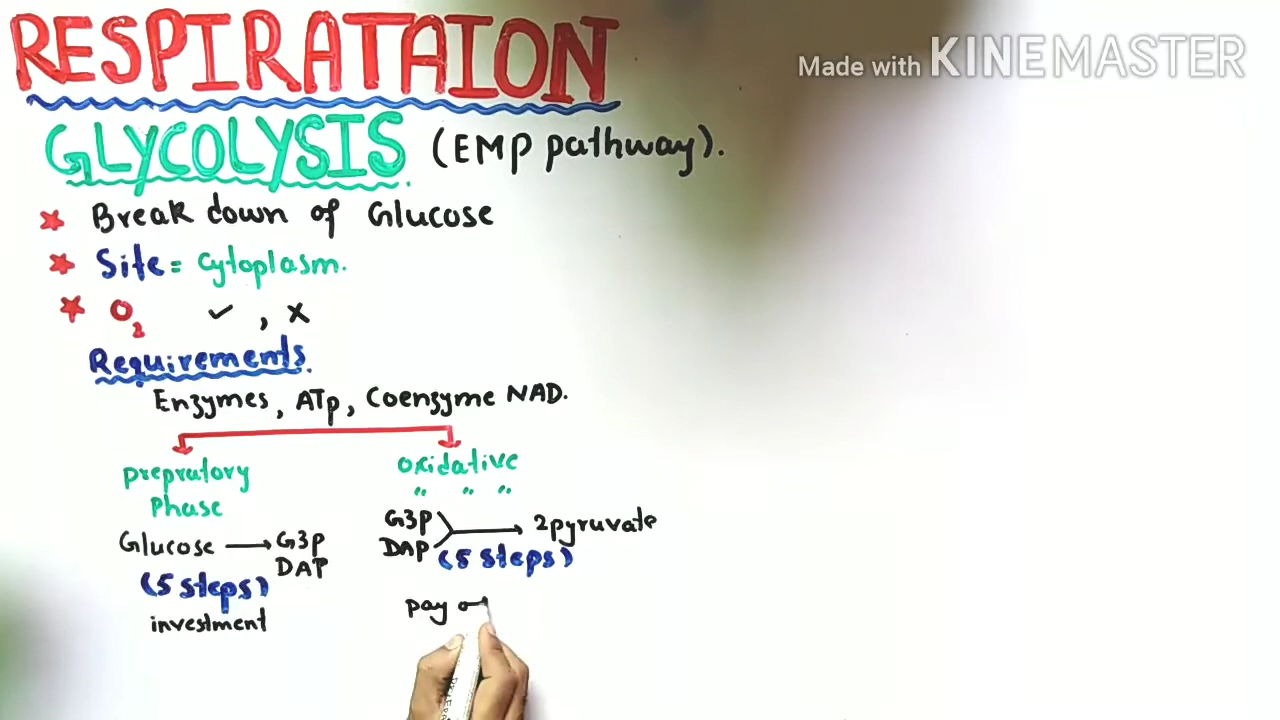 RESPIRATAION
Made with KINEMASTER
GLYCOLYSIS (EMP pathway).
Break down of Glucose
Site = Cytoplasm.
O2 ✓, ✗
Requirements.
Enzymes, ATP, Coenzyme NAD.
prepratory
Phase
oxidative
" " "
Glucose → G3P
DAP
(5 steps)
investment
G3P
DAP → 2pyruvate
(5 steps)
pay